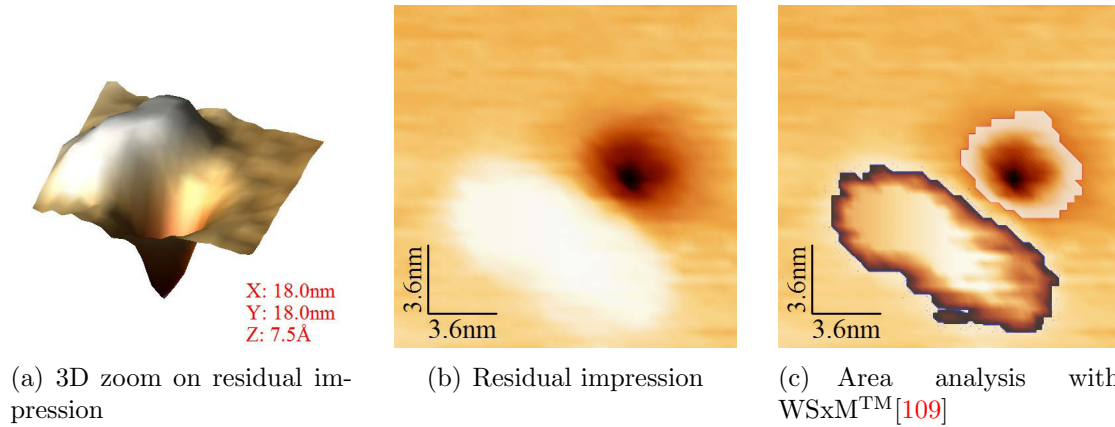 X: 18.0nm
Y: 18.0nm
Z: 7.5Å
3.6nm
3.6nm
3.6nm
3.6nm
(a) 3D zoom on residual im-
pression
(b) Residual impression
(c) Area analysis with
WSxM™[109]